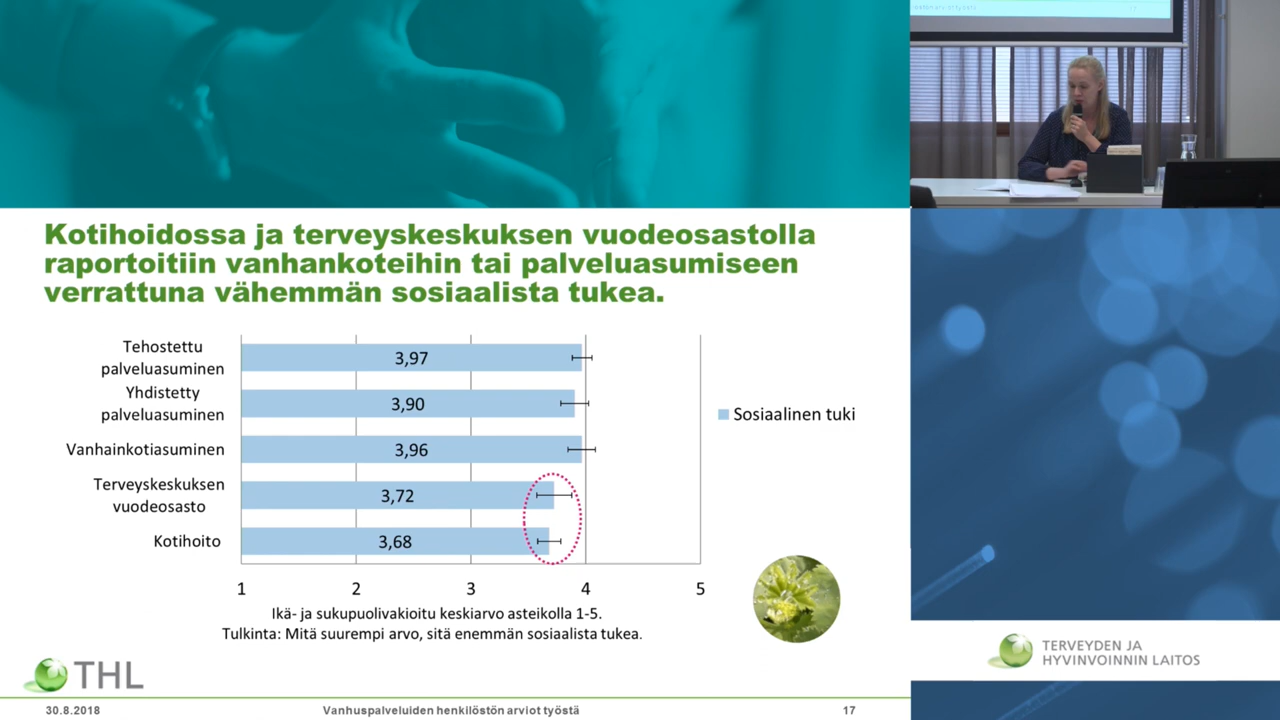 Kotihoidossa ja terveyskeskuksen vuodeosastolla
raportoitiin vanhankoteihin tai palveluasumiseen
verrattuna vähemmän sosiaalista tukea.
Tehostettu
palveluasuminen
3,97
Yhdistetty
palveluasuminen
3,90
Vanhainkotiasuminen
3,96
Terveyskeskuksen
vuodeosasto
3,72
Kotihoito
3,68
Sosiaalinen tuki
1 2 3 4 5
Ikä- ja sukupuolivakioitu keskiarvo asteikolla 1-5.
Tulkinta: Mitä suurempi arvo, sitä enemmän sosiaalista tukea.
THL
30.8.2018
Vanhuspalveluiden henkilöstön arviot työstä
17
TERVEYDEN JA
HYVINVOINNIN LAITOS